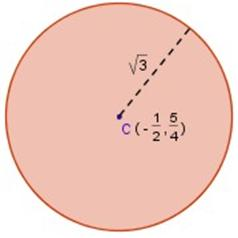 √3
C (-1/2, 5/4)